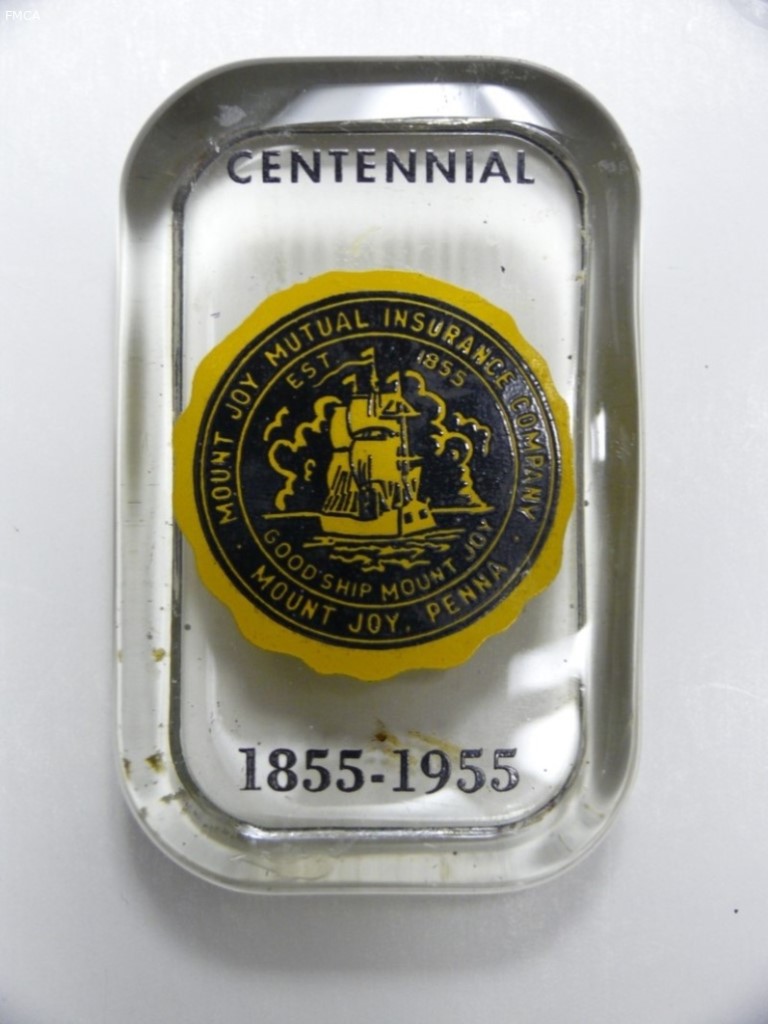 FMCA
CENTENNIAL
MOUNT JOY MUTUAL INSURANCE COMPANY
EST 1855
GOOD SHIP MOUNT JOY
· MOUNT JOY, PENNA ·
1855-1955